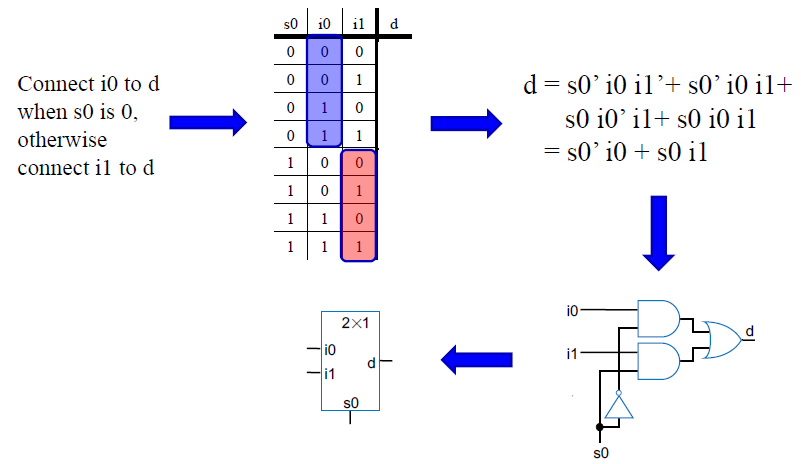 Connect i0 to d
when s0 is 0,
otherwise
connect i1 to d
s0 i0 i1 d
0 0 0
0 0 1
0 1 0
0 1 1
1 0 0
1 0 1
1 1 0
1 1 1
d = s0’ i0 i1’+ s0’ i0 i1+
s0 i0’ i1+ s0 i0 i1
= s0’ i0 + s0 i1
i0
d
i1
s0
2×1
i0
d
i1
s0